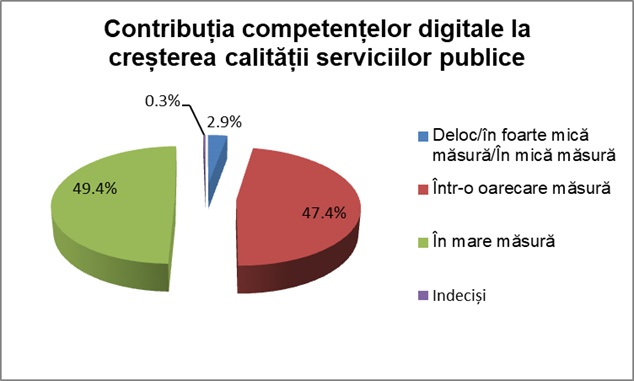 Contribuția competențelor digitale la
creșterea calității serviciilor publice
0.3%
2.9%
49.4%
47.4%
Deloc/în foarte mică
măsură/În mică măsură
Într-o oarecare măsură
În mare măsură
Indeciși